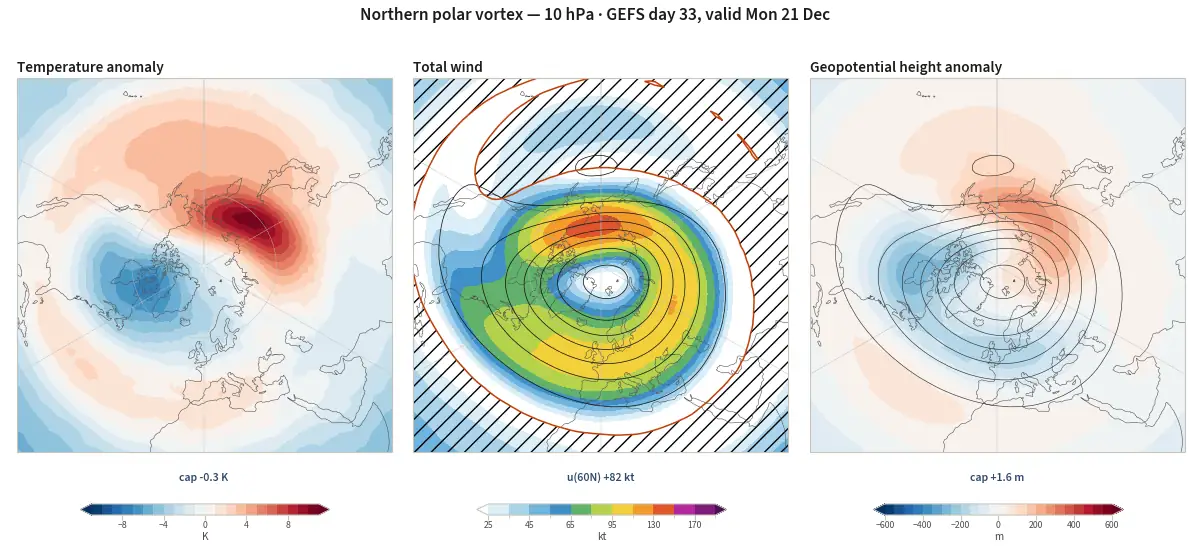 Northern polar vortex — 10 hPa · GEFS day 33, valid Mon 21 Dec
Temperature anomaly
Total wind
Geopotential height anomaly
cap -0.3 K
u(60N) +82 kt
cap +1.6 m
−8 −4 0 4 8
K
25 45 65 95 130 170
kt
−600 −400 −200 0 200 400 600
m